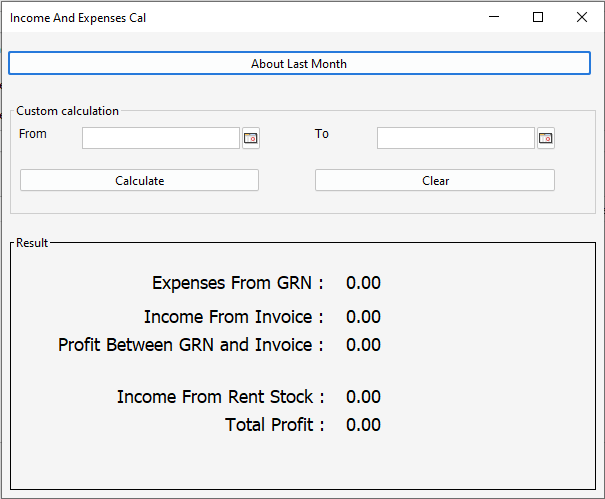 Income And Expenses Cal
About Last Month
Custom calculation
From To
Calculate Clear
Result
Expenses From GRN : 0.00
Income From Invoice : 0.00
Profit Between GRN and Invoice : 0.00
Income From Rent Stock : 0.00
Total Profit : 0.00